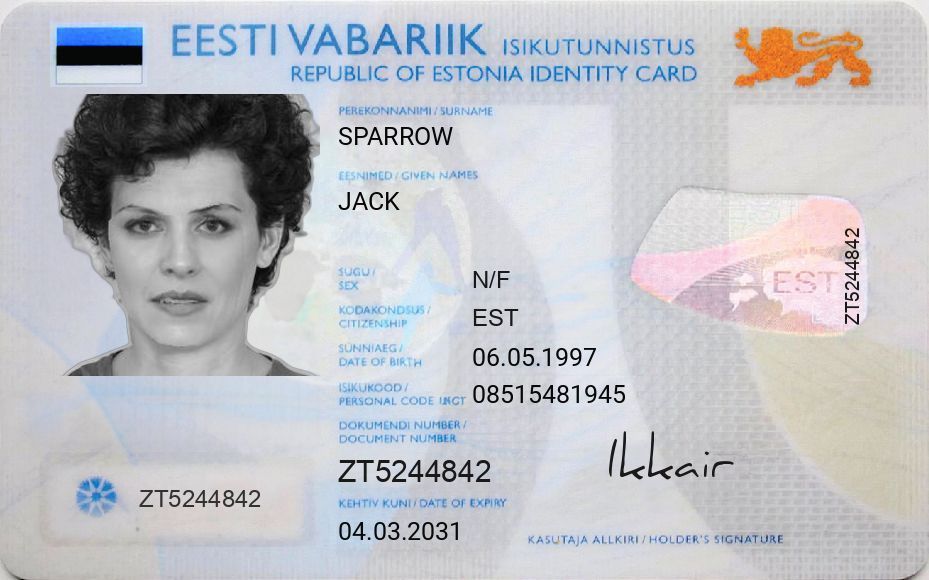 EESTI VABARIIK ISIKUTUNNISTUS
REPUBLIC OF ESTONIA IDENTITY CARD
PEREKONNANIMI / SURNAME
SPARROW
EESNIMED / GIVEN NAMES
JACK
SUGU /
SEX
N/F
KODAKONDSUS /
CITIZENSHIP
EST
SÜNNIAEG /
DATE OF BIRTH
06.05.1997
ISIKUKOOD /
PERSONAL CODE
08515481945
DOKUMENDI NUMBER /
DOCUMENT NUMBER
ZT5244842
KEHTIV KUNI / DATE OF EXPIRY
04.03.2031
ZT5244842
EST
ZT5244842
Ikkair
KASUTAJA ALLKIRI / HOLDER'S SIGNATURE